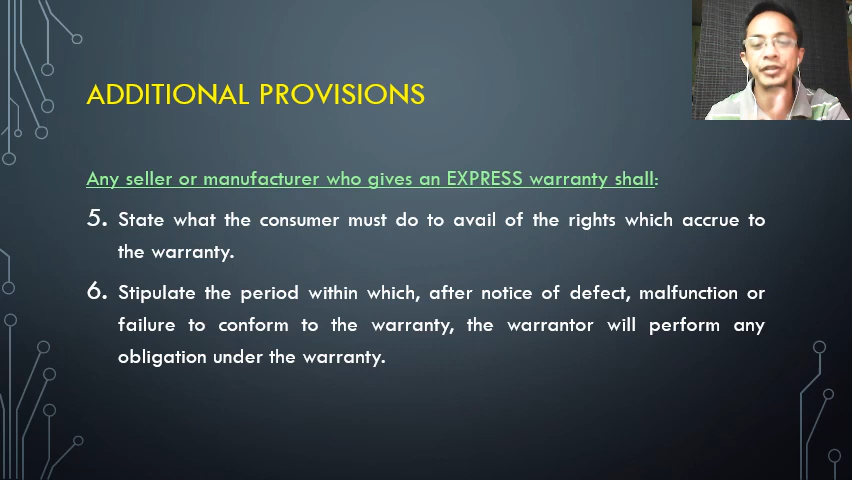 ADDITIONAL PROVISIONS
Any seller or manufacturer who gives an EXPRESS warranty shall:
5. State what the consumer must do to avail of the rights which accrue to
the warranty.
6. Stipulate the period within which, after notice of defect, malfunction or
failure to conform to the warranty, the warrantor will perform any
obligation under the warranty.